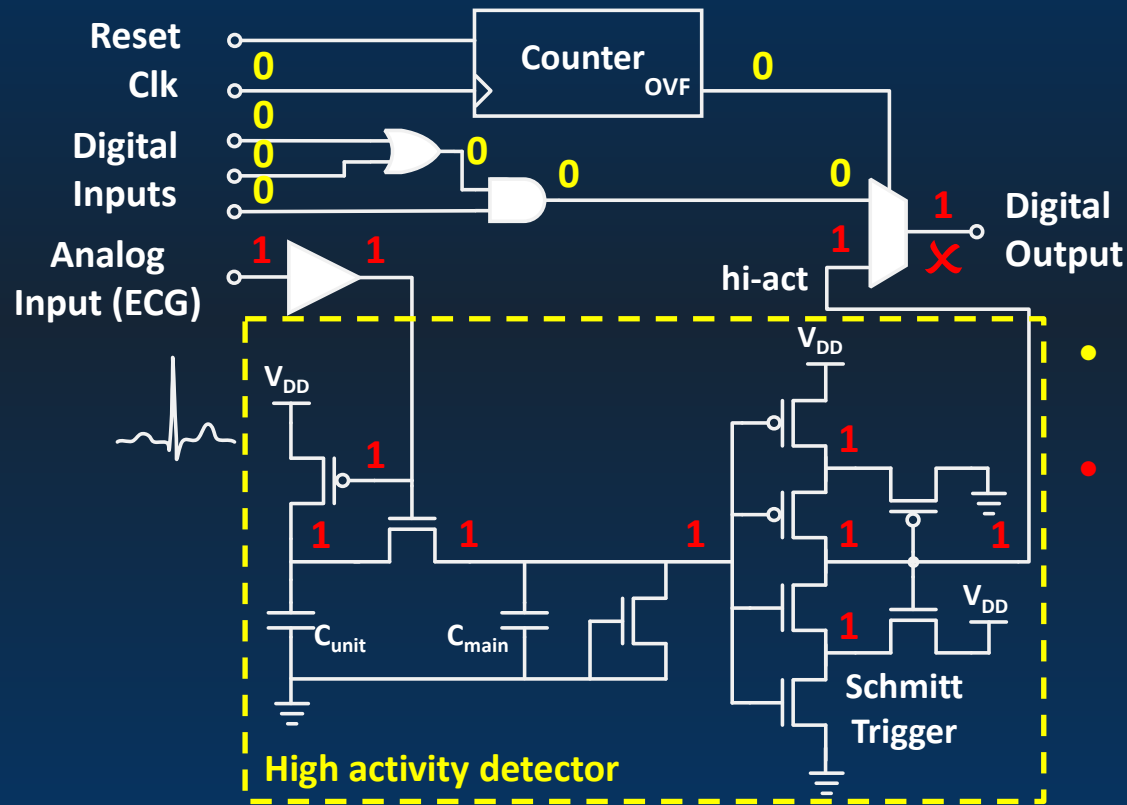 Reset
Clk
Digital
Inputs
Analog
Input (ECG)
0
0
0
0
Counter
OVF
0
0
0
0
1
1
1
1
Digital
Output
hi-act
VDD
1
1
1
Cunit
Cmain
1
VDD
1
1
1
1
VDD
Schmitt
Trigger
High activity detector